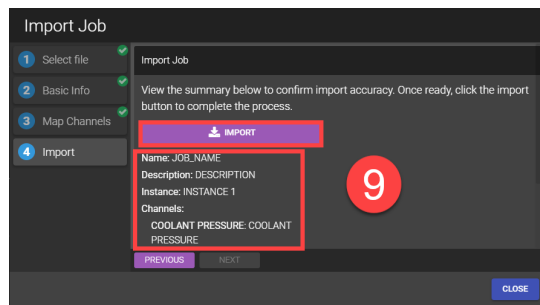 Import Job
1 Select file
2 Basic Info
3 Map Channels
4 Import
Import Job
View the summary below to confirm import accuracy. Once ready, click the import
button to complete the process.
IMPORT
Name: JOB_NAME
Description: DESCRIPTION
Instance: INSTANCE 1
Channels:
COOLANT PRESSURE: COOLANT
PRESSURE
9
PREVIOUS NEXT
CLOSE